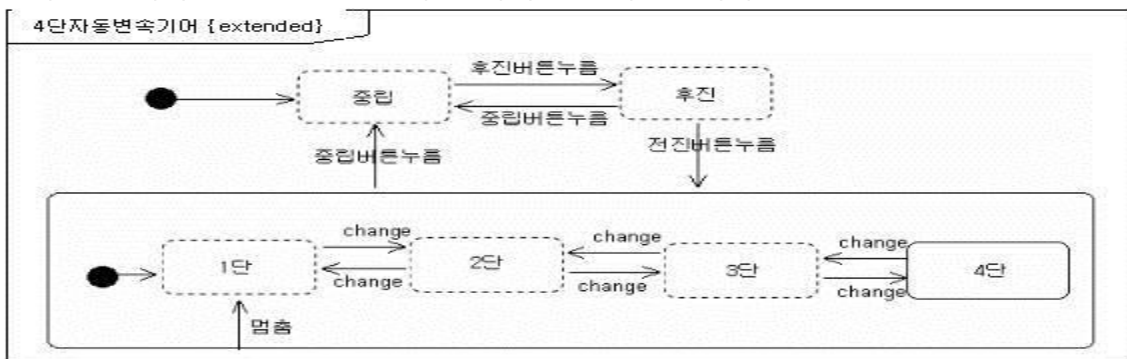 4단자동변속기어 {extended}
후진버튼누름
중립
후진
중립버튼누름
중립버튼누름
전진버튼누름
change
change
change
1단
2단
3단
4단
change
change
change
멈춤